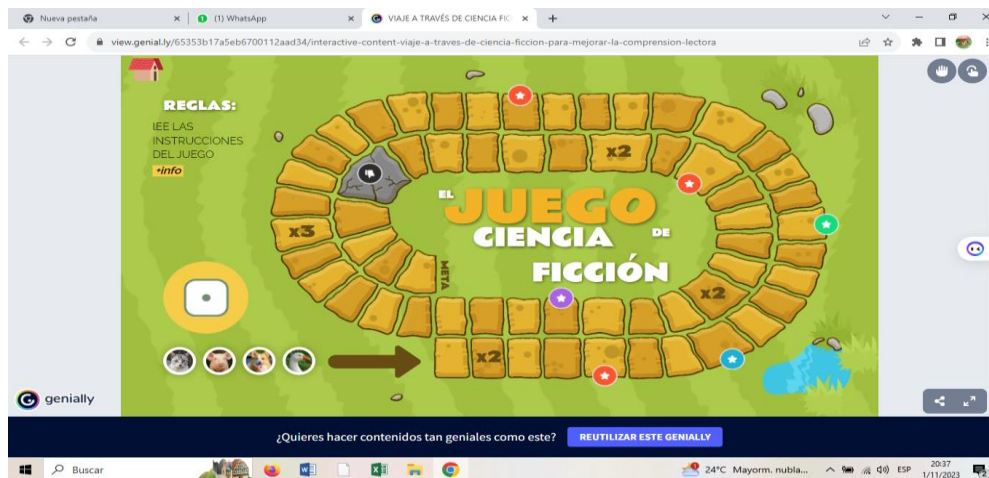 Nueva pestaña
(1) WhatsApp
VIAJE A TRAVÉS DE CIENCIA FIC
view.genial.ly/65353b17a5eb6700112aad34/interactive-content-viaje-a-traves-de-ciencia-ficcion-para-mejorar-la-comprension-lectora
REGLAS:
lEE LAS
INSTRUCCIONES
DEL JUEGO
+info
x2
x3
EL
JUEGO
CIENCIA
DE
FICCIÓN
META
x2
x2
genially
¿Quieres hacer contenidos tan geniales como este?
REUTILIZAR ESTE GENIALLY
Buscar
24°C Mayorm. nubla...
ESP
20:37
1/11/2023